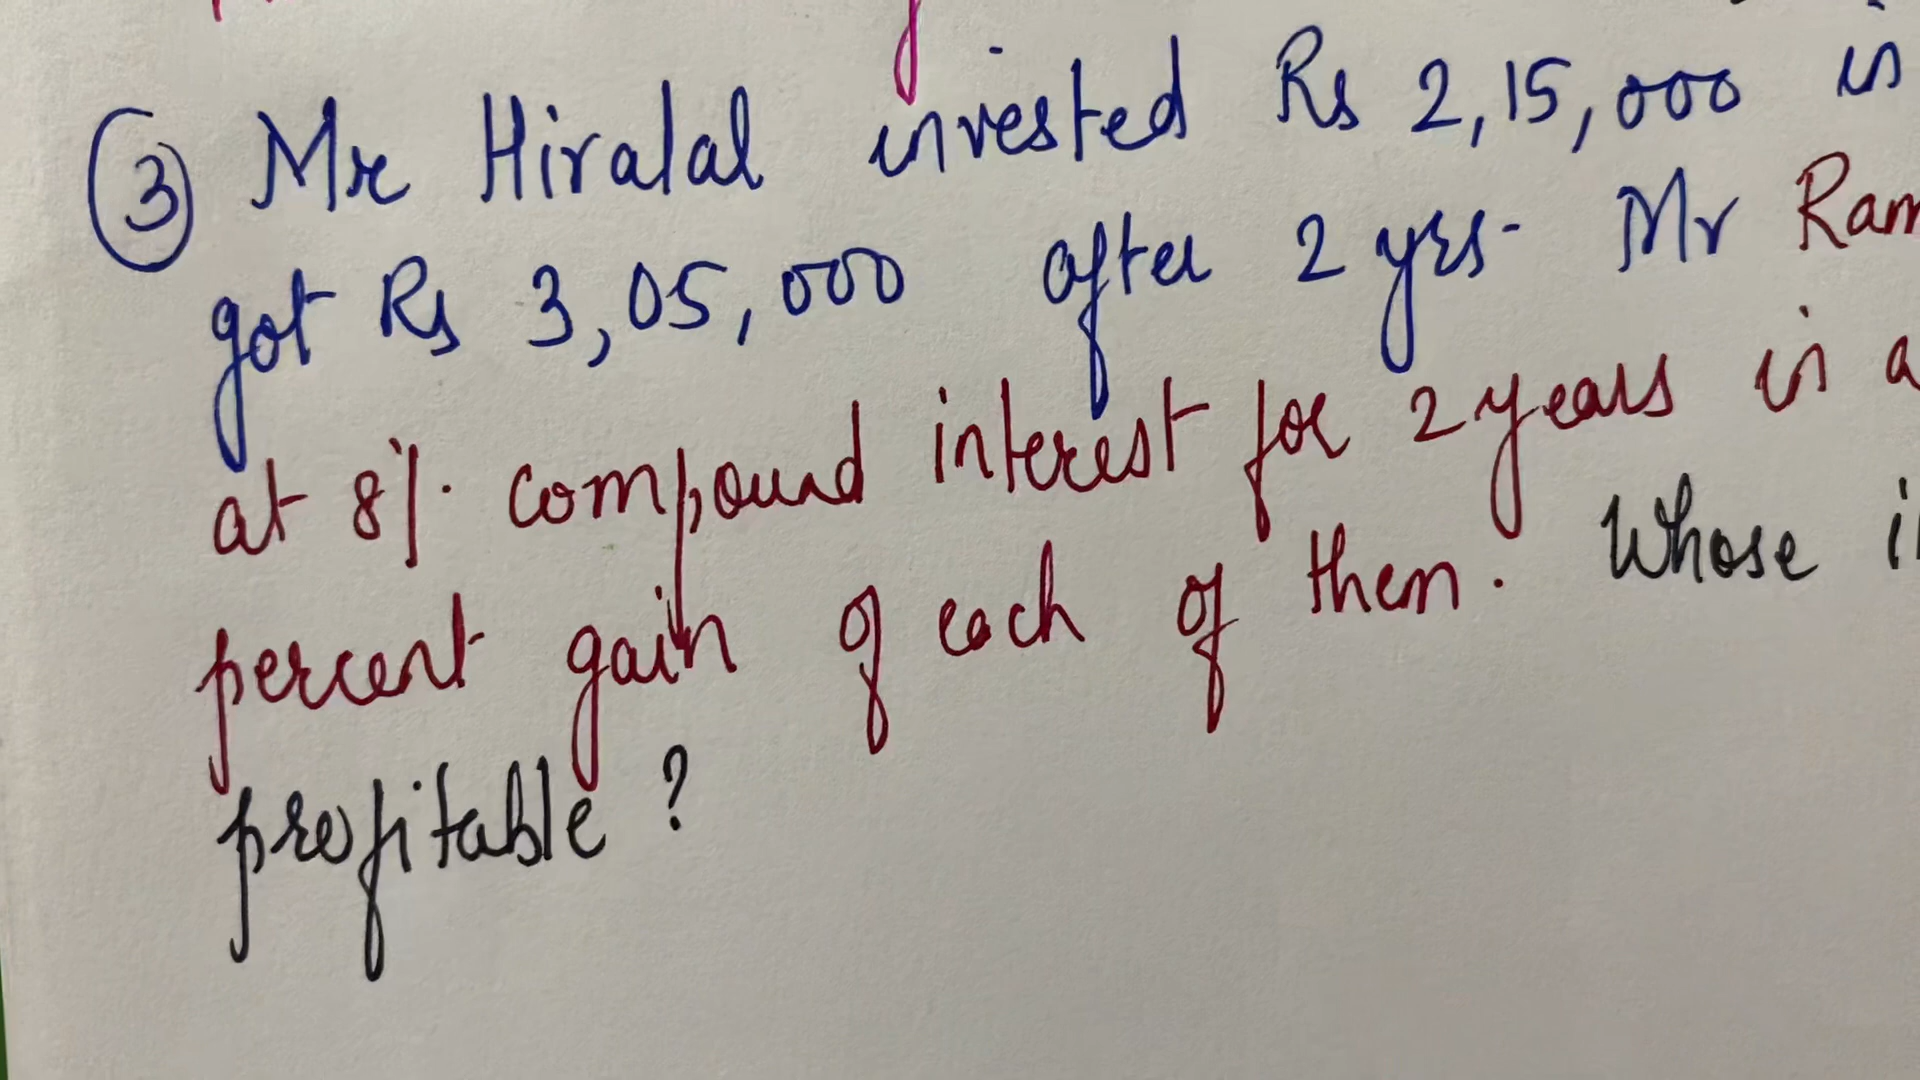 ③ Mr Hiralal invested Rs 2,15,000 in
got Rs 3,05,000 after 2 yrs. Mr Ram
at 8% compound interest for 2 years in a
percent gain of each of them. Whose
profitable ?